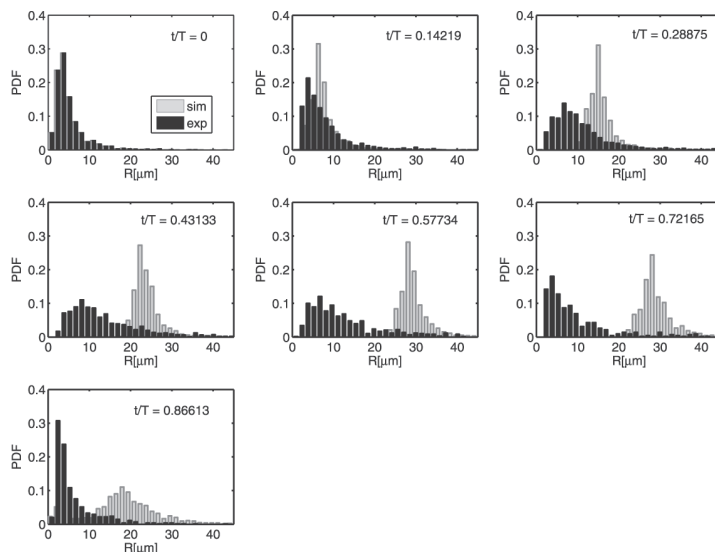 0.4
0.3
0.2
0.1
0
PDF
t/T = 0
sim
exp
0 10 20 30 40
R[μm]
0.4
0.3
0.2
0.1
0
PDF
t/T = 0.14219
0 10 20 30 40
R[μm]
0.4
0.3
0.2
0.1
0
PDF
t/T = 0.28875
0 10 20 30 40
R[μm]
0.4
0.3
0.2
0.1
0
PDF
t/T = 0.43133
0 10 20 30 40
R[μm]
0.4
0.3
0.2
0.1
0
PDF
t/T = 0.57734
0 10 20 30 40
R[μm]
0.4
0.3
0.2
0.1
0
PDF
t/T = 0.72165
0 10 20 30 40
R[μm]
0.4
0.3
0.2
0.1
0
PDF
t/T = 0.86613
0 10 20 30 40
R[μm]